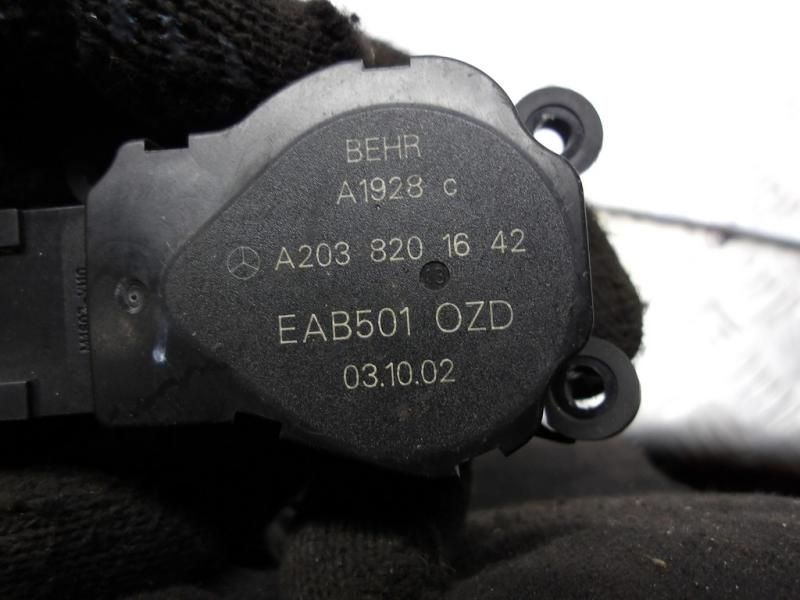 BEHR
A1928 c
A203 820 16 42
EAB501 OZD
03.10.02